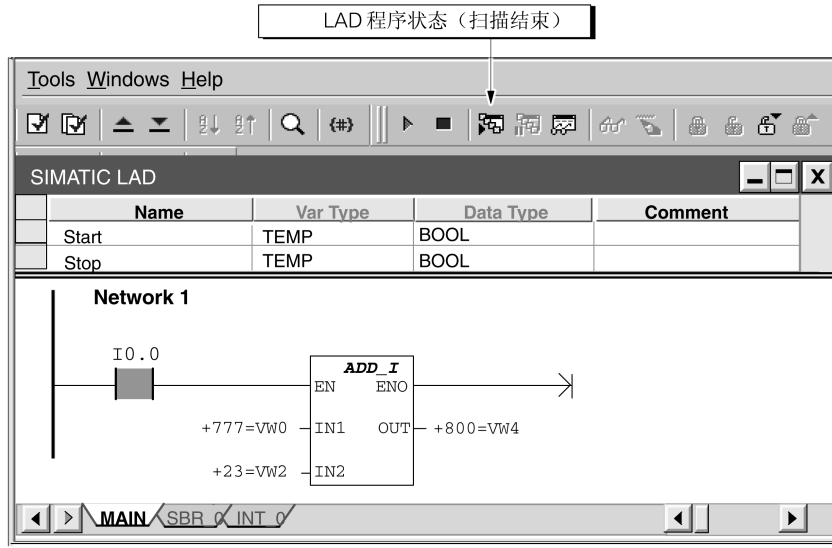 LAD 程序状态（扫描结束）
Tools Windows Help
SIMATIC LAD
Name Var Type Data Type Comment
Start TEMP BOOL
Stop TEMP BOOL
Network 1
I0.0
ADD_I
EN ENO
+777=VW0 IN1 OUT +800=VW4
+23=VW2 IN2
MAIN SBR_0 INT_0